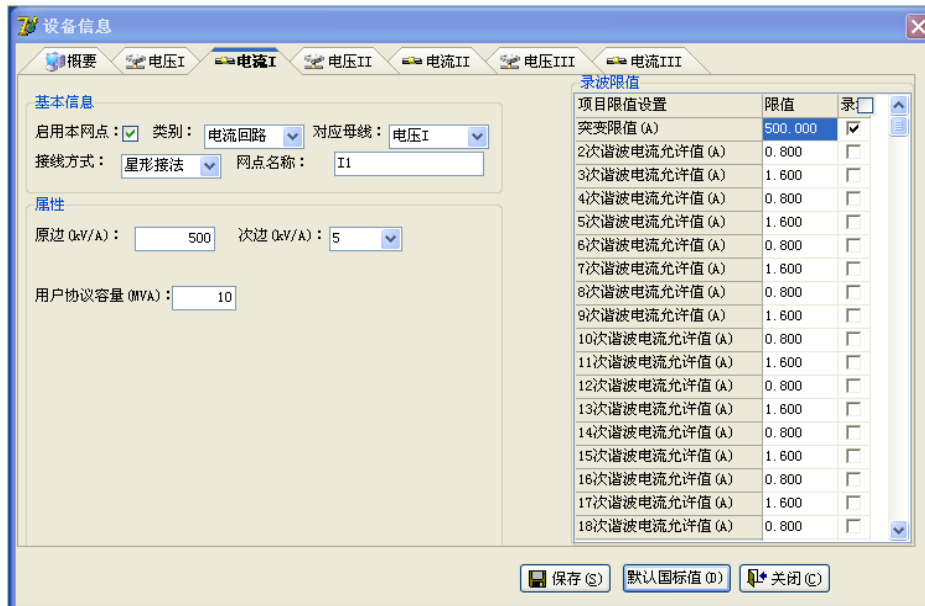 设备信息
概要 电压I 电流I 电压II 电流II 电压III 电流III
基本信息
启用本网点： 类别： 电流回路 对应母线： 电压I
接线方式： 星形接法 网点名称： I1
属性
原边(kV/A)： 500 次边(kV/A)： 5
用户协议容量(MVA)： 10
录波限值
项目限值设置 限值 录
突变限值(A) 500.000
2次谐波电流允许值(A) 0.800
3次谐波电流允许值(A) 1.600
4次谐波电流允许值(A) 0.800
5次谐波电流允许值(A) 1.600
6次谐波电流允许值(A) 0.800
7次谐波电流允许值(A) 1.600
8次谐波电流允许值(A) 0.800
9次谐波电流允许值(A) 1.600
10次谐波电流允许值(A) 0.800
11次谐波电流允许值(A) 1.600
12次谐波电流允许值(A) 0.800
13次谐波电流允许值(A) 1.600
14次谐波电流允许值(A) 0.800
15次谐波电流允许值(A) 1.600
16次谐波电流允许值(A) 0.800
17次谐波电流允许值(A) 1.600
18次谐波电流允许值(A) 0.800
保存(S) 默认国标值(D) 关闭(C)